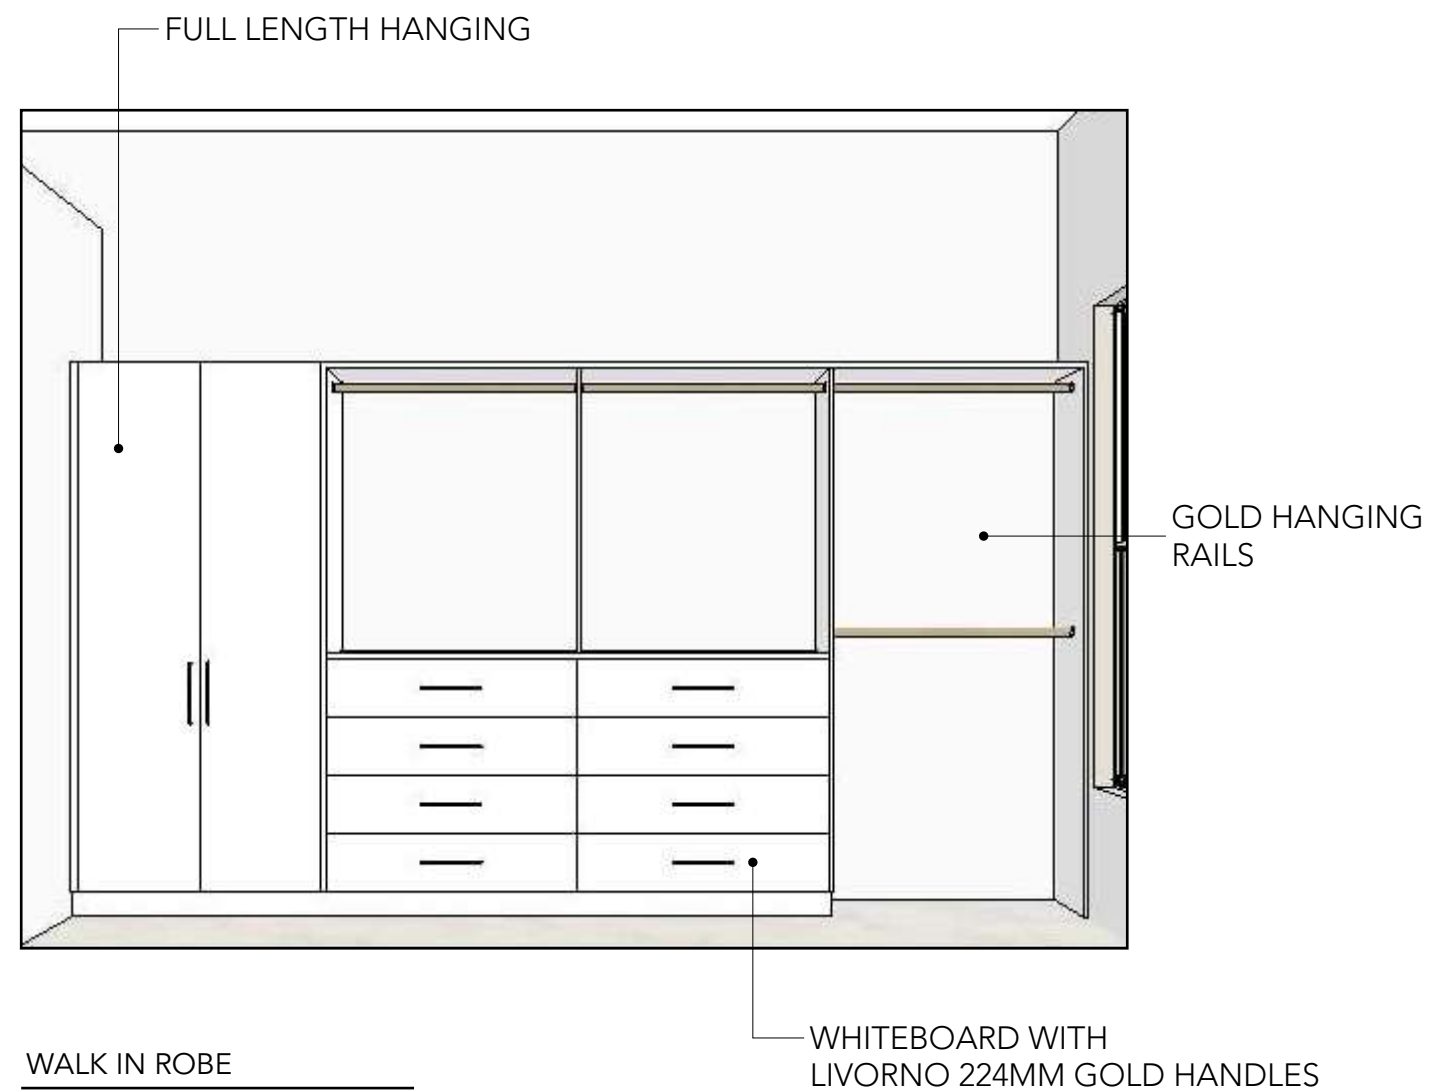 FULL LENGTH HANGING
GOLD HANGING
RAILS
WHITEBOARD WITH
LIVORNO 224MM GOLD HANDLES
WALK IN ROBE